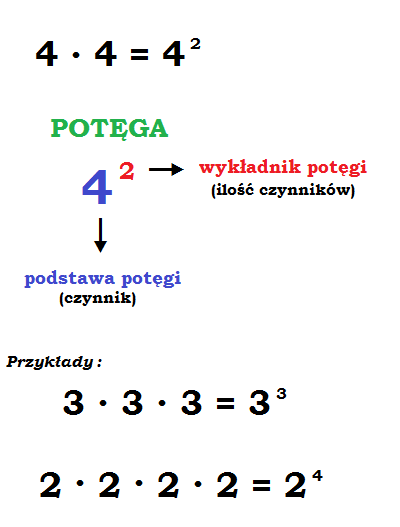 4 · 4 = 4²
POTĘGA
4² → wykładnik potęgi
(ilość czynników)
↓
podstawa potęgi
(czynnik)
Przykłady :
3 · 3 · 3 = 3³
2 · 2 · 2 · 2 = 2⁴